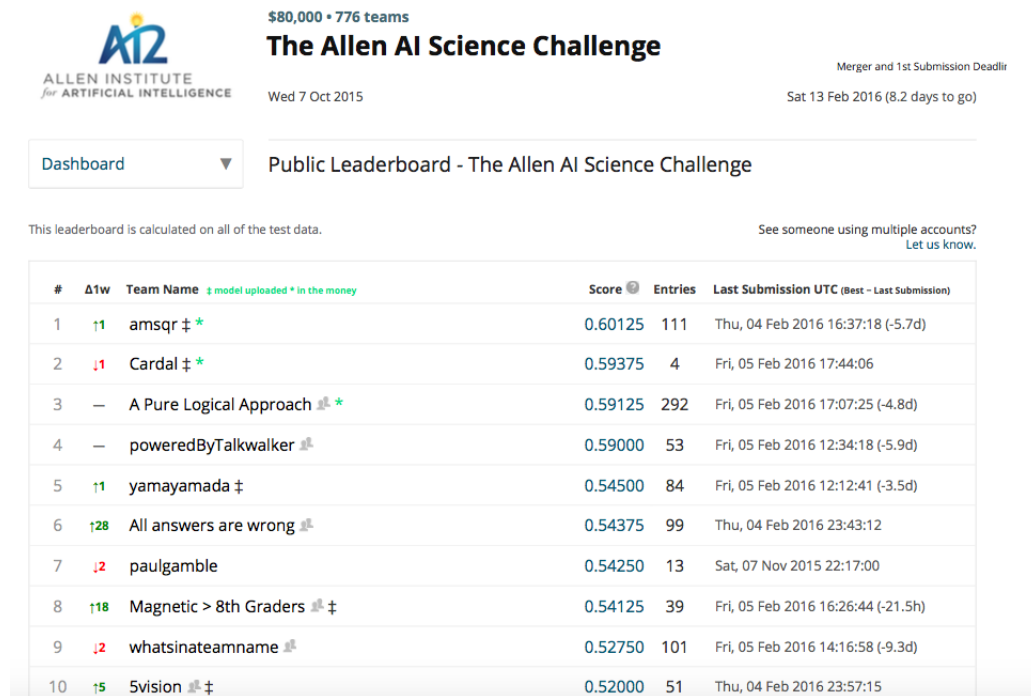 $80,000 • 776 teams
The Allen AI Science Challenge
Ai2
ALLEN INSTITUTE
for ARTIFICIAL INTELLIGENCE
Merger and 1st Submission Deadlin
Wed 7 Oct 2015
Sat 13 Feb 2016 (8.2 days to go)
Dashboard ▼
Public Leaderboard - The Allen AI Science Challenge
This leaderboard is calculated on all of the test data.
See someone using multiple accounts?
Let us know.
# Δ1w Team Name ‡ model uploaded * in the money Score ? Entries Last Submission UTC (Best − Last Submission)
1 ↑1 amsqr ‡ * 0.60125 111 Thu, 04 Feb 2016 16:37:18 (-5.7d)
2 ↓1 Cardal ‡ * 0.59375 4 Fri, 05 Feb 2016 17:44:06
3 — A Pure Logical Approach * 0.59125 292 Fri, 05 Feb 2016 17:07:25 (-4.8d)
4 — poweredByTalkwalker 0.59000 53 Fri, 05 Feb 2016 12:34:18 (-5.9d)
5 ↑1 yamayamada ‡ 0.54500 84 Fri, 05 Feb 2016 12:12:41 (-3.5d)
6 ↑28 All answers are wrong 0.54375 99 Thu, 04 Feb 2016 23:43:12
7 ↓2 paulgamble 0.54250 13 Sat, 07 Nov 2015 22:17:00
8 ↑18 Magnetic > 8th Graders ‡ 0.54125 39 Fri, 05 Feb 2016 16:26:44 (-21.5h)
9 ↓2 whatsinateamname 0.52750 101 Fri, 05 Feb 2016 14:16:58 (-9.3d)
10 ↑5 5vision ‡ 0.52000 51 Thu, 04 Feb 2016 23:57:15